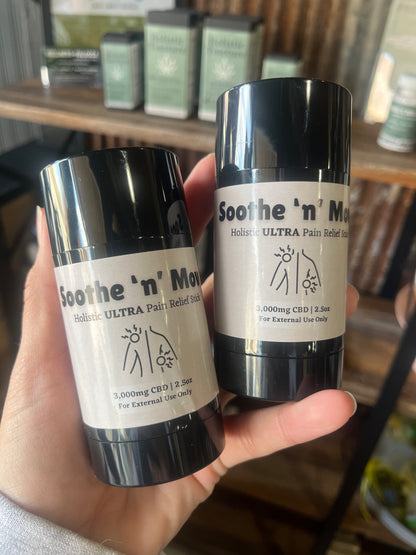 Soothe 'n' Mov
Holistic ULTRA Pain Relief Stick
3,000mg CBD | 2.5oz
For External Use Only
Soothe 'n' Mo
Holistic ULTRA Pain Relief Stick
3,000mg CBD | 2.5oz
For External Use Only